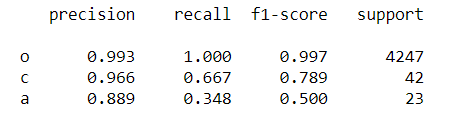 precision recall f1-score support
o 0.993 1.000 0.997 4247
c 0.966 0.667 0.789 42
a 0.889 0.348 0.500 23